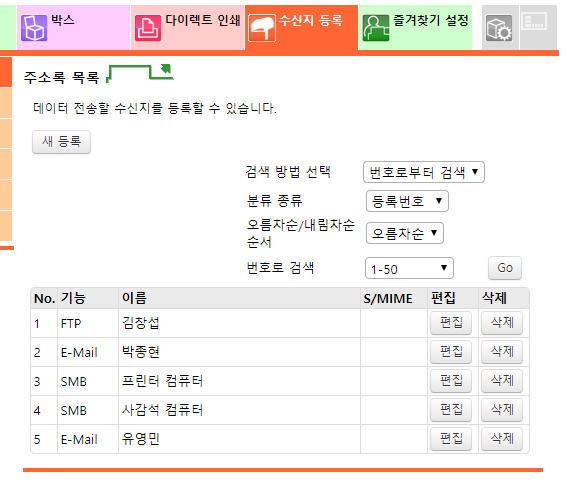 박스 다이렉트 인쇄 수신지 등록 즐겨찾기 설정
주소록 목록
데이터 전송할 수신지를 등록할 수 있습니다.
새 등록
검색 방법 선택 번호로부터 검색
분류 종류 등록번호
오름차순/내림차순
순서 오름차순
번호로 검색 1-50 Go
No. 기능 이름 S/MIME 편집 삭제
1 FTP 김창섭 편집 삭제
2 E-Mail 박종현 편집 삭제
3 SMB 프린터 컴퓨터 편집 삭제
4 SMB 사감석 컴퓨터 편집 삭제
5 E-Mail 유영민 편집 삭제